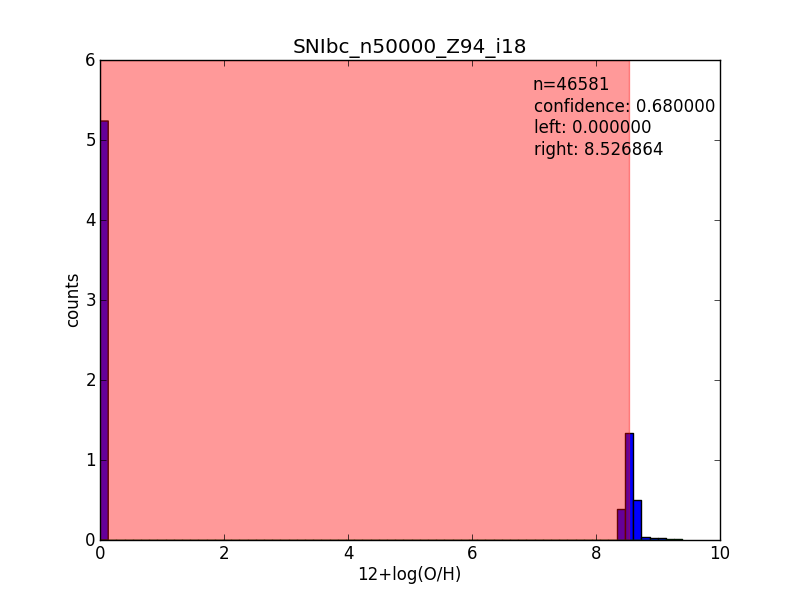 SNIbc_n50000_Z94_i18
n=46581
confidence: 0.680000
left: 0.000000
right: 8.526864
counts
6
5
4
3
2
1
0
0 2 4 6 8 10
12+log(O/H)